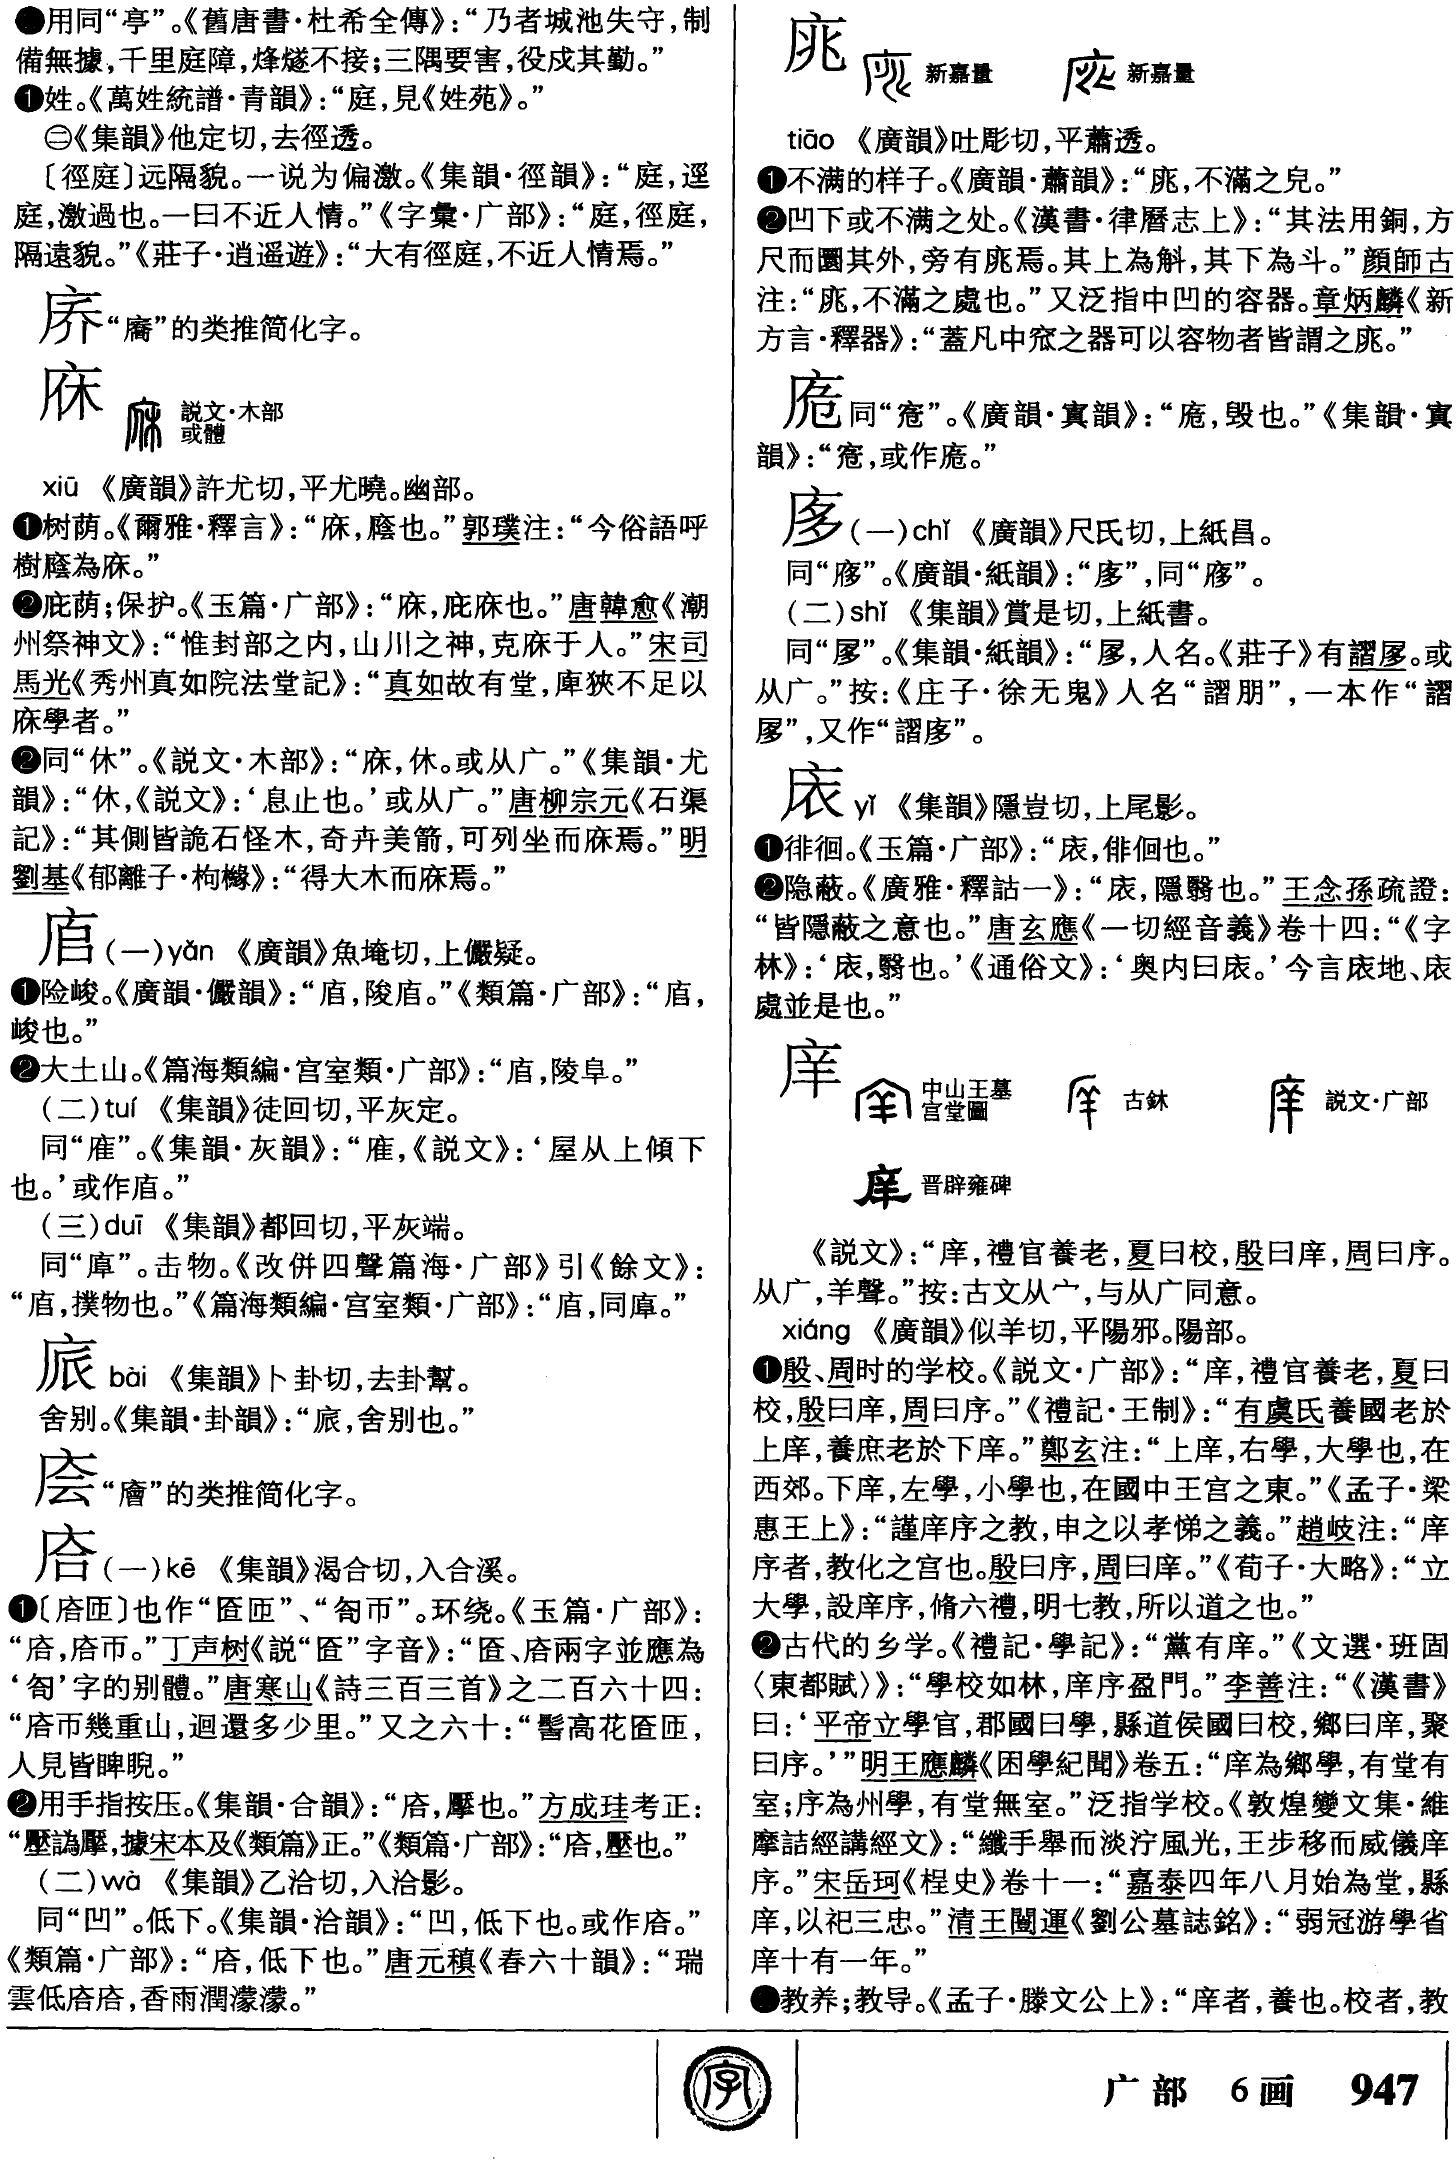 ●用同“亭”。《舊唐書·杜希全傳》：“乃者城池失守，制
備無據，千里庭障，烽燧不接；三隅要害，役戍其勤。”
❶姓。《萬姓統譜·青韻》：“庭，見《姓苑》。”
㊂《集韻》他定切，去徑透。
〔徑庭〕远隔貌。一说为偏激。《集韻·徑韻》：“庭，逕
庭，激過也。一曰不近人情。”《字彙·广部》：“庭，徑庭，
隔遠貌。”《莊子·逍遥遊》：“大有徑庭，不近人情焉。”
“廗”的类推简化字。
庥 説文·木部
或體
xiū 《廣韻》許尤切，平尤曉。幽部。
❶树荫。《爾雅·釋言》：“庥，廕也。”郭璞注：“今俗語呼
樹廕為庥。”
❷庇荫；保护。《玉篇·广部》：“庥，庇庥也。”唐韓愈《潮
州祭神文》：“惟封部之内，山川之神，克庥于人。”宋司
馬光《秀州真如院法堂記》：“真如故有堂，庳狹不足以
庥學者。”
❷同“休”。《説文·木部》：“庥，休。或从广。”《集韻·尤
韻》：“休，《説文》：‘息止也。’或从广。”唐柳宗元《石渠
記》：“其側皆詭石怪木，奇卉美箭，可列坐而庥焉。”明
劉基《郁離子·枸櫞》：“得大木而庥焉。”
㢂(一)yǎn 《廣韻》魚埯切，上儼疑。
❶险峻。《廣韻·儼韻》：“㢂，陖㢂。”《類篇·广部》：“㢂，
峻也。”
❷大土山。《篇海類編·宫室類·广部》：“㢂，陵阜。”
(二)tuí 《集韻》徒回切，平灰定。
同“㢈”。《集韻·灰韻》：“㢈，《説文》：‘屋从上傾下
也。’或作㢂。”
(三)duī 《集韻》都回切，平灰端。
同“㢂”。击物。《改併四聲篇海·广部》引《餘文》：
“㢂，撲物也。”《篇海類編·宫室類·广部》：“㢂，同㢂。”
bài 《集韻》卜卦切，去卦幫。
舍别。《集韻·卦韻》：“𠂢，舍别也。”
“廥”的类推简化字。
㢉(一)kē 《集韻》渴合切，入合溪。
❶〔㢉匝〕也作“匼匝”、“匌帀”。环绕。《玉篇·广部》：
“㢉，㢉帀。”丁声树《説“匼”字音》：“匼、㢉兩字並應為
‘匌’字的别體。”唐寒山《詩三百三首》之二百六十四：
“㢉帀幾重山，迴還多少里。”又之六十：“髻高花匼匝，
人見皆睥睨。”
❷用手指按压。《集韻·合韻》：“㢉，擪也。”方成珪考正：
“壓譌擪，據宋本及《類篇》正。”《類篇·广部》：“㢉，壓也。”
(二)wā 《集韻》乙洽切，入洽影。
同“凹”。低下。《集韻·洽韻》：“凹，低下也。或作㢉。”
《類篇·广部》：“㢉，低下也。”唐元稹《春六十韻》：“瑞
雲低㢉㢉，香雨潤濛濛。”
庣 新嘉量 新嘉量
tiāo 《廣韻》吐彫切，平蕭透。
❶不满的样子。《廣韻·蕭韻》：“庣，不滿之皃。”
❷凹下或不满之处。《漢書·律曆志上》：“其法用銅，方
尺而圜其外，旁有庣焉。其上為斛，其下為斗。”顔師古
注：“庣，不滿之處也。”又泛指中凹的容器。章炳麟《新
方言·釋器》：“蓋凡中窊之器可以容物者皆謂之庣。”
㢅同“㢅”。《廣韻·寘韻》：“㢅，毁也。”《集韻·寘
韻》：“㢅，或作㢅。”
㢁(一)chǐ 《廣韻》尺氏切，上紙昌。
同“㢋”。《廣韻·紙韻》：“㢁”，同“㢋”。
(二)shǐ 《集韻》賞是切，上紙書。
同“㞔”。《集韻·紙韻》：“㞔，人名。《莊子》有謵㞔。或
从广。”按：《庄子·徐无鬼》人名“謵朋”，一本作“謵
㞔”，又作“謵㢁”。
㢈 yǐ 《集韻》隱豈切，上尾影。
❶徘徊。《玉篇·广部》：“庡，俳佪也。”
❷隐蔽。《廣雅·釋詁一》：“庡，隱翳也。”王念孫疏證：
“皆隱蔽之意也。”唐玄應《一切經音義》卷十四：“《字
林》：‘庡，翳也。’《通俗文》：‘奥内曰庡。’今言庡地、庡
處並是也。”
庠 中山王墓
宫堂圖 古鉨 説文·广部
晋辟雍碑
《説文》：“庠，禮官養老，夏曰校，殷曰庠，周曰序。
从广，羊聲。”按：古文从宀，与从广同意。
xiáng 《廣韻》似羊切，平陽邪。陽部。
❶殷、周时的学校。《説文·广部》：“庠，禮官養老，夏曰
校，殷曰庠，周曰序。”《禮記·王制》：“有虞氏養國老於
上庠，養庶老於下庠。”鄭玄注：“上庠，右學，大學也，在
西郊。下庠，左學，小學也，在國中王宫之東。”《孟子·梁
惠王上》：“謹庠序之教，申之以孝悌之義。”趙岐注：“庠
序者，教化之宫也。殷曰序，周曰庠。”《荀子·大略》：“立
大學，設庠序，脩六禮，明七教，所以道之也。”
❷古代的乡学。《禮記·學記》：“黨有庠。”《文選·班固
〈東都賦〉》：“學校如林，庠序盈門。”李善注：“《漢書》
曰：‘平帝立學官，郡國曰學，縣道侯國曰校，鄉曰庠，聚
曰序。’”明王應麟《困學紀聞》卷五：“庠為鄉學，有堂有
室；序為州學，有堂無室。”泛指学校。《敦煌變文集·維
摩詰經講經文》：“纖手舉而淡泞風光，王步移而威儀庠
序。”宋岳珂《桯史》卷十一：“嘉泰四年八月始為堂，縣
庠，以祀三忠。”清王闓運《劉公墓誌銘》：“弱冠游學省
庠十有一年。”
●教养；教导。《孟子·滕文公上》：“庠者，養也。校者，教
字
广部 6画 947